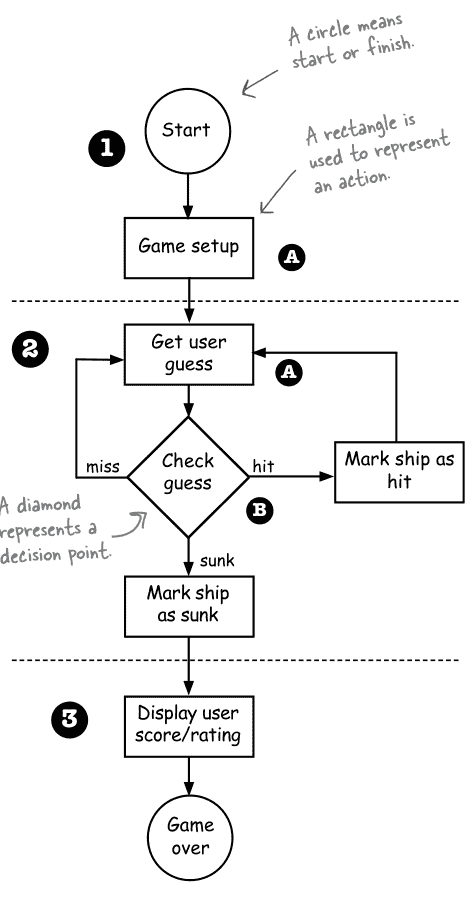 A circle means
start or finish.
Start
1
A rectangle is
used to represent
an action.
Game setup
A
2
Get user
guess
A
miss
Check
guess
hit
Mark ship as
hit
B
A diamond
represents a
decision point.
sunk
Mark ship
as sunk
3
Display user
score/rating
Game
over